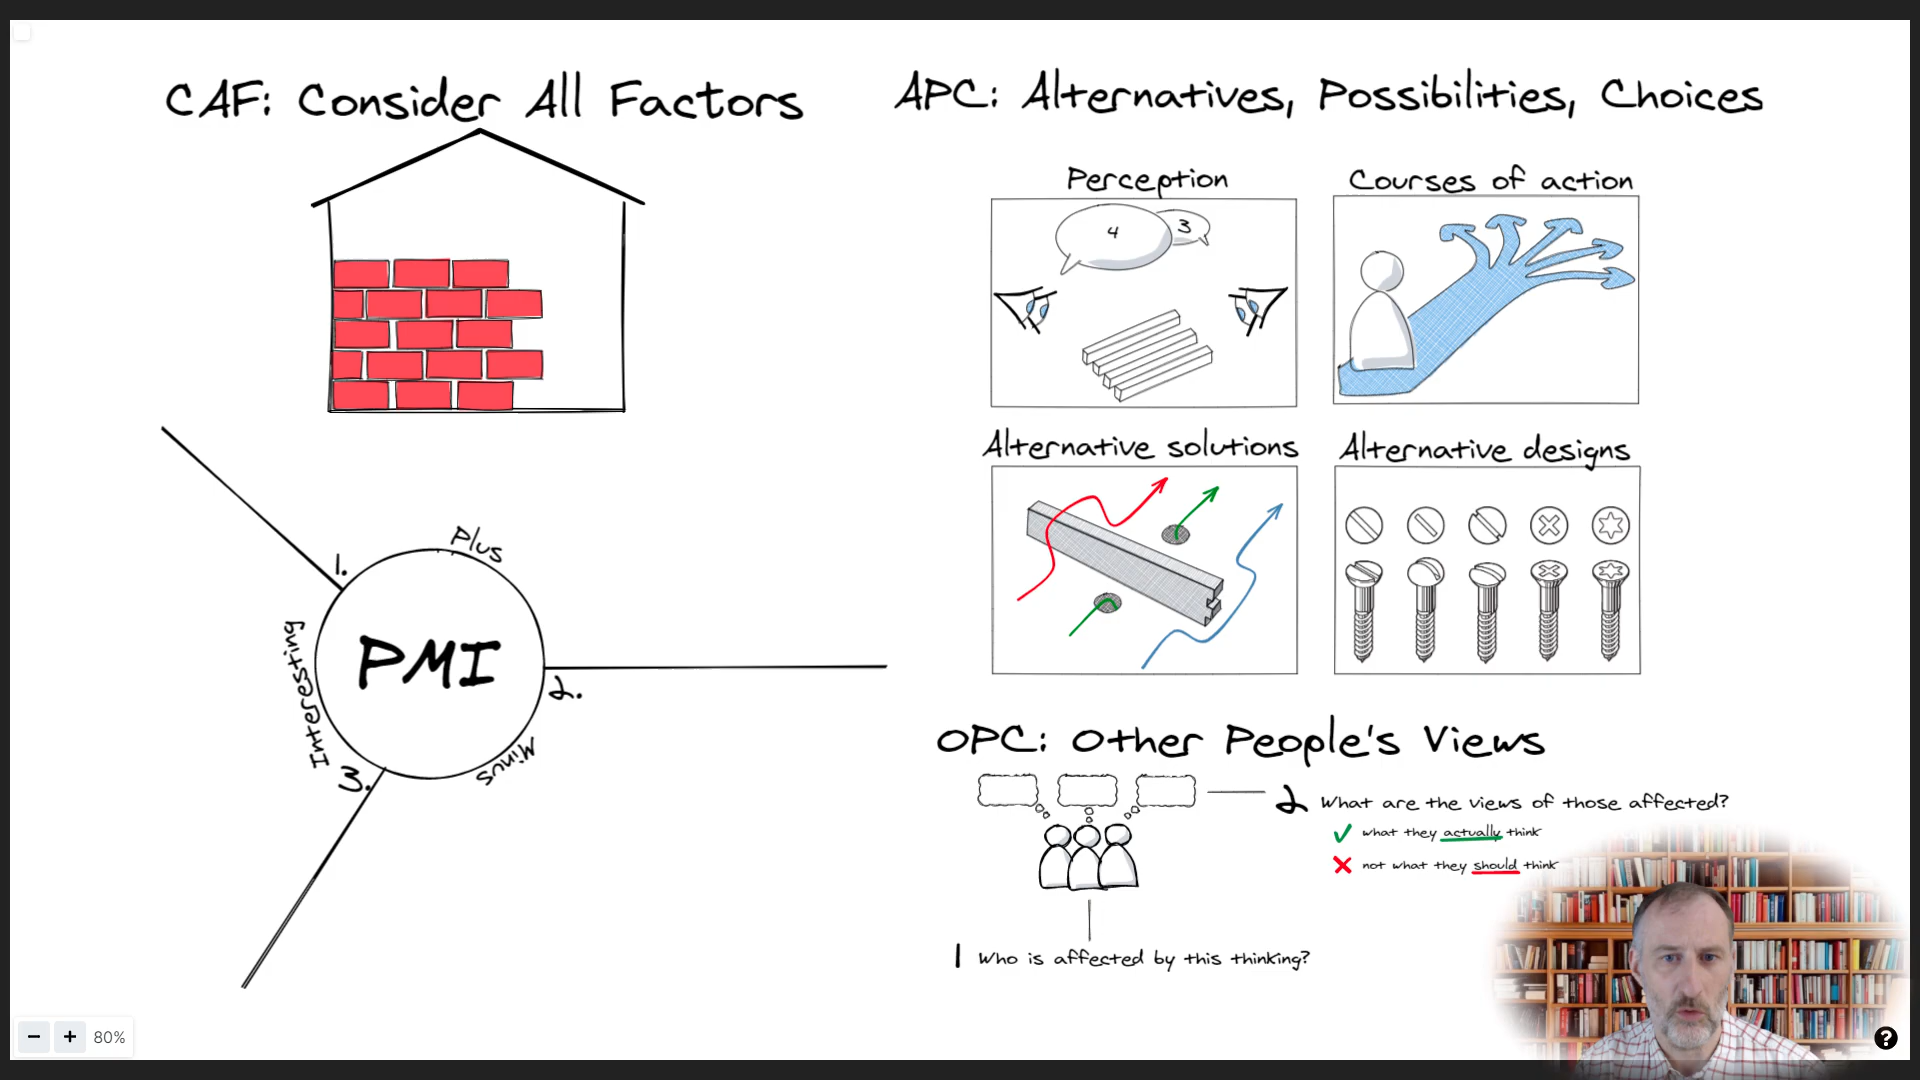 CAF: Consider All Factors
APC: Alternatives, Possibilities, Choices
Perception
4
3
Courses of action
Alternative solutions
Alternative designs
Plus
1.
PMI
Interesting
2.
Minus
3.
OPC: Other People's Views
2 What are the views of those affected?
✓ what they actually think
✗ not what they should think
1 Who is affected by this thinking?
− + 80%
?